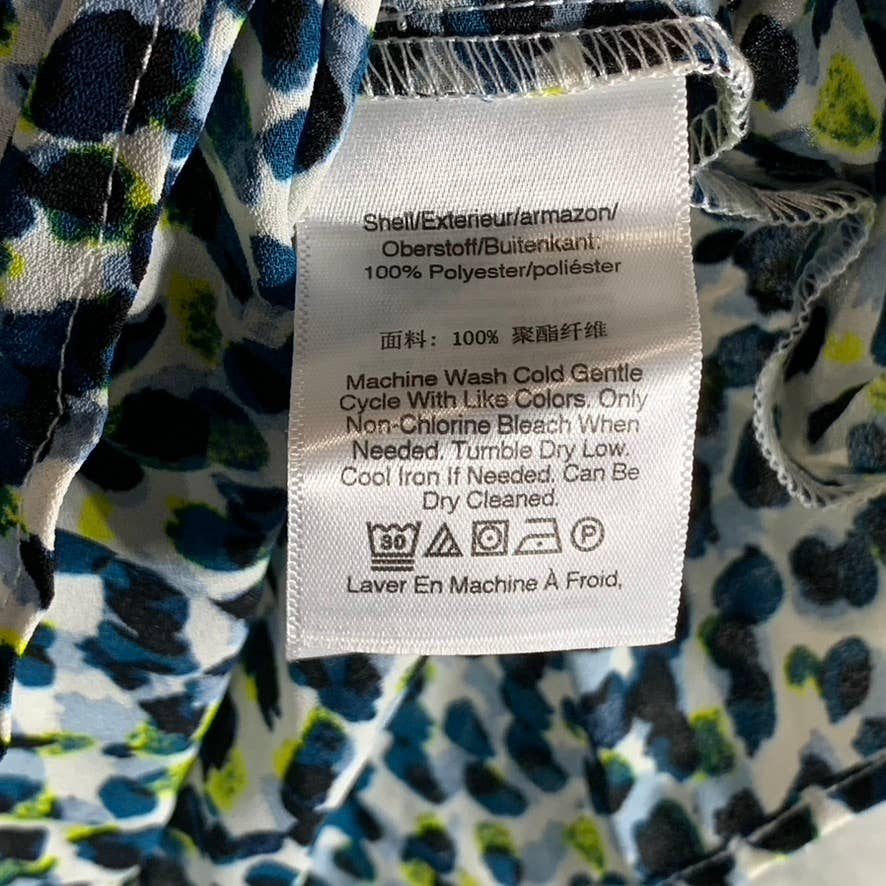 Shell/Exterieur/armazon/
Oberstoff/Buitenkant:
100% Polyester/poliéster
面料: 100% 聚酯纤维
Machine Wash Cold Gentle
Cycle With Like Colors. Only
Non-Chlorine Bleach When
Needed. Tumble Dry Low.
Cool Iron If Needed. Can Be
Dry Cleaned.
30 P
Laver En Machine À Froid,